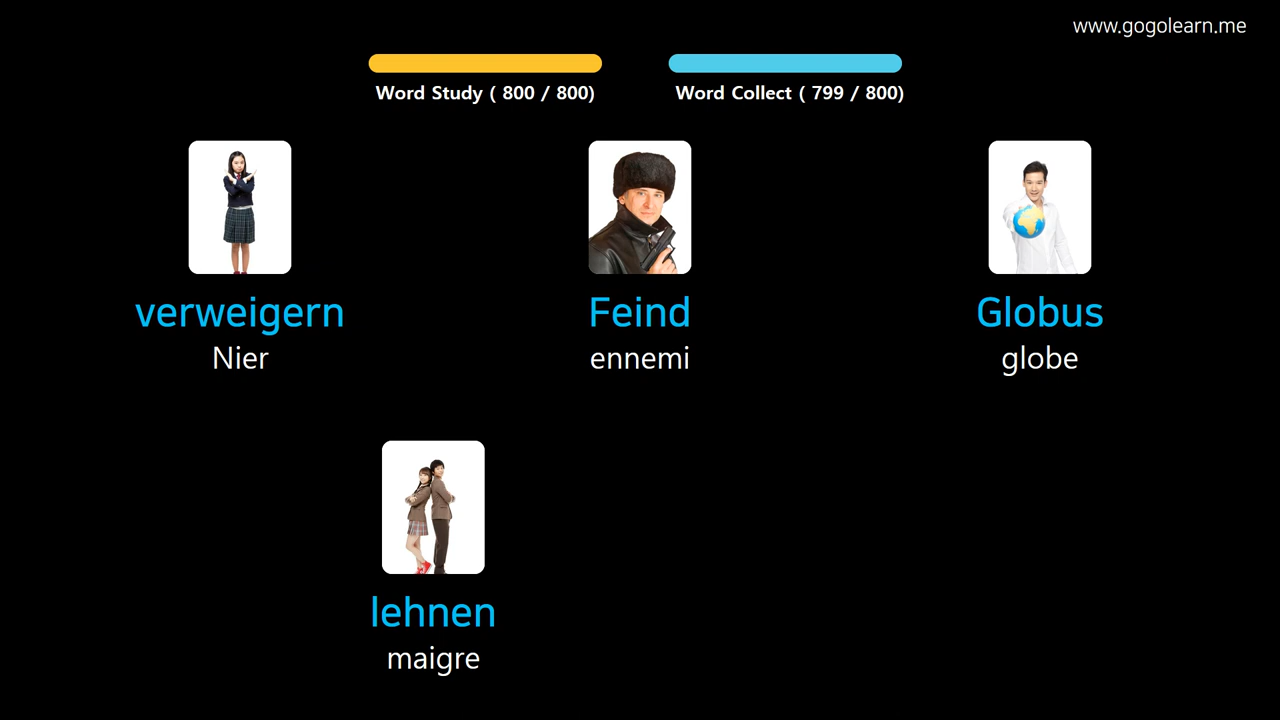 www.gogolearn.me
Word Study ( 800 / 800)
Word Collect ( 799 / 800)
verweigern
Nier
Feind
ennemi
Globus
globe
lehnen
maigre